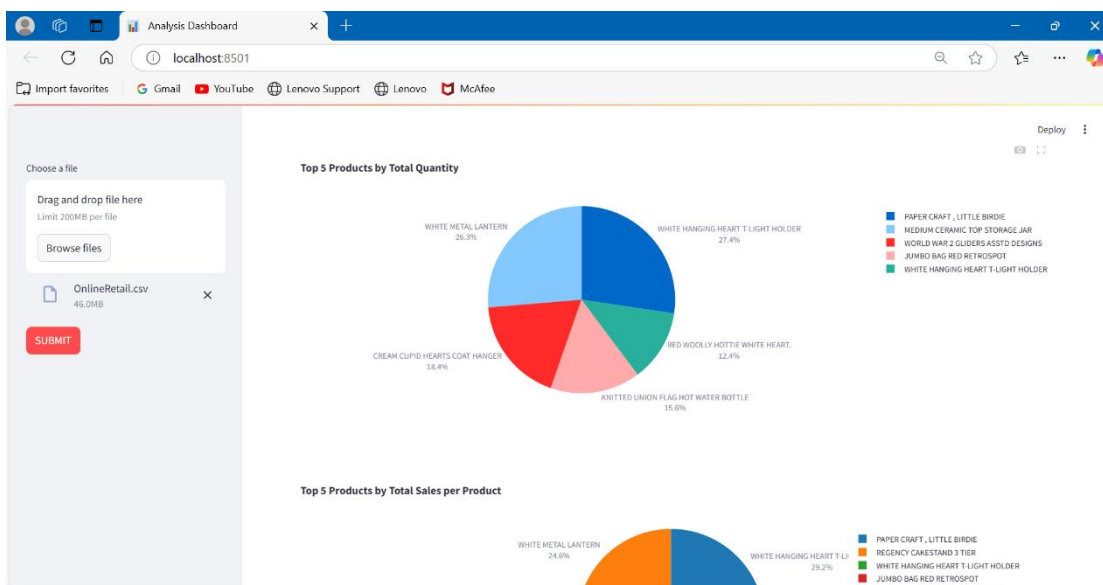 Analysis Dashboard
localhost:8501
Import favorites
Gmail
YouTube
Lenovo Support
Lenovo
McAfee
Deploy
Choose a file
Drag and drop file here
Limit 200MB per file
Browse files
OnlineRetail.csv
46.0MB
SUBMIT
Top 5 Products by Total Quantity
WHITE METAL LANTERN
26.3%
WHITE HANGING HEART T-LIGHT HOLDER
27.4%
CREAM CUPID HEARTS COAT HANGER
18.4%
RED WOOLLY HOTTIE WHITE HEART.
12.4%
KNITTED UNION FLAG HOT WATER BOTTLE
15.6%
PAPER CRAFT , LITTLE BIRDIE
MEDIUM CERAMIC TOP STORAGE JAR
WORLD WAR 2 GLIDERS ASSTD DESIGNS
JUMBO BAG RED RETROSPOT
WHITE HANGING HEART T-LIGHT HOLDER
Top 5 Products by Total Sales per Product
WHITE METAL LANTERN
24.6%
WHITE HANGING HEART T-LI
29.2%
PAPER CRAFT , LITTLE BIRDIE
REGENCY CAKESTAND 3 TIER
WHITE HANGING HEART T-LIGHT HOLDER
JUMBO BAG RED RETROSPOT